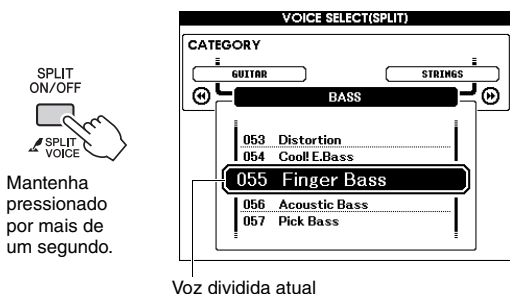 VOICE SELECT(SPLIT)
CATEGORY
GUITAR
STRINGS
BASS
053 Distortion
054 Cool! E.Bass
055 Finger Bass
056 Acoustic Bass
057 Pick Bass
SPLIT
ON/OFF
SPLIT
VOICE
Mantenha
pressionado
por mais de
um segundo.
Voz dividida atual